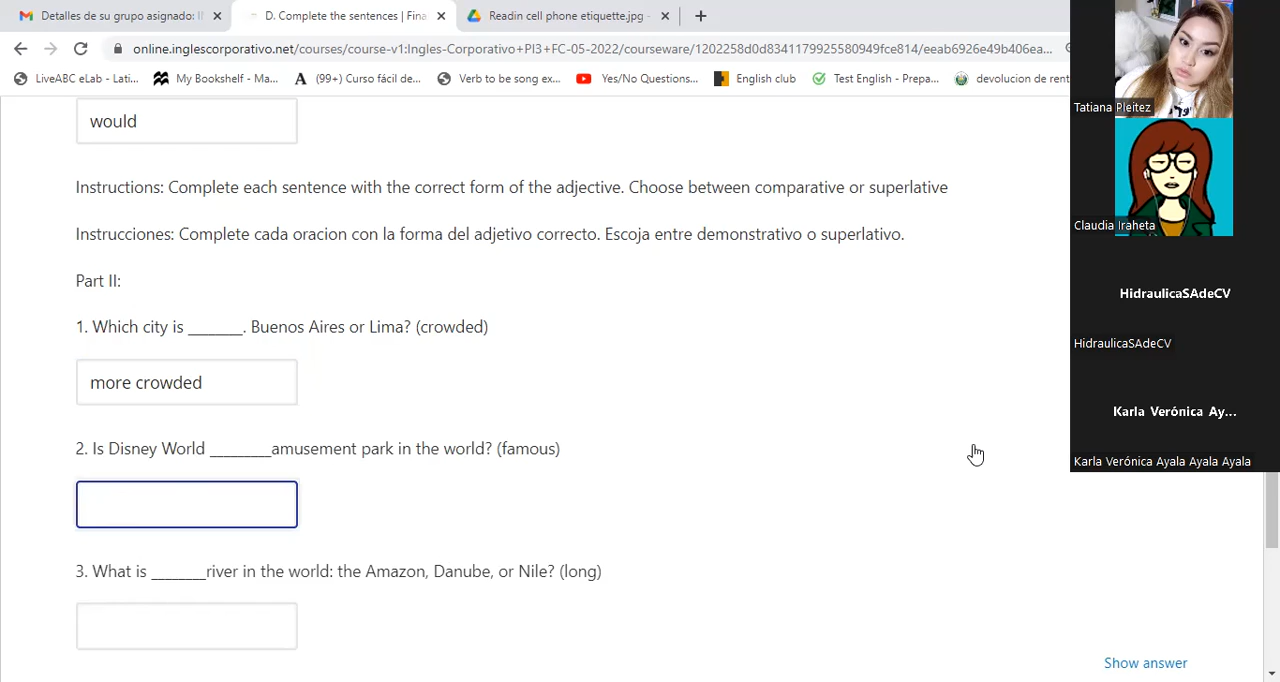 Detalles de su grupo asignado: I
D. Complete the sentences | Fina
Readin cell phone etiquette.jpg -
online.inglescorporativo.net/courses/course-v1:Ingles-Corporativo+PI3+FC-05-2022/courseware/1202258d0d8341179925580949fce814/eeab6926e49b406ea...
LiveABC eLab - Lati...
My Bookshelf - Ma...
(99+) Curso fácil de...
Verb to be song ex...
Yes/No Questions...
English club
Test English - Prepa...
devolucion de rent
would
Instructions: Complete each sentence with the correct form of the adjective. Choose between comparative or superlative
Instrucciones: Complete cada oracion con la formadel adjetivo correcto. Escoja entre demonstrativo o superlativo.
Part II:
1. Which city is _______. Buenos Aires or Lima? (crowded)
more crowded
2. Is Disney World ________amusement park in the world? (famous)
3. What is _______river in the world: the Amazon, Danube, or Nile? (long)
Show answer
Tatiana Pleitez
Claudia Iraheta
HidraulicaSAdeCV
HidraulicaSAdeCV
Karla Verónica Ay...
Karla Verónica Ayala Ayala Ayala